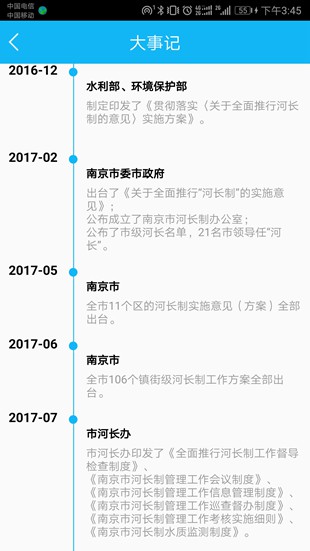 中国电信
中国移动
55
下午3:45
大事记
2016-12
水利部、环境保护部
制定印发了《贯彻落实〈关于全面推行河长
制的意见〉实施方案》。
2017-02
南京市委市政府
出台了《关于全面推行“河长制”的实施意
见》；
公布成立了南京市河长制办公室；
公布了市级河长名单，21名市领导任“河
长”。
2017-05
南京市
全市11个区的河长制实施意见（方案）全部
出台。
2017-06
南京市
全市106个镇街级河长制工作方案全部出
台。
2017-07
市河长办
市河长办印发了《全面推行河长制工作督导
检查制度》、
《南京市河长制管理工作会议制度》、
《南京市河长制管理工作信息管理制度》、
《南京市河长制管理工作巡查督办制度》、
《南京市河长制管理工作考核实施细则》、
《南京市河长制水质监测制度》。